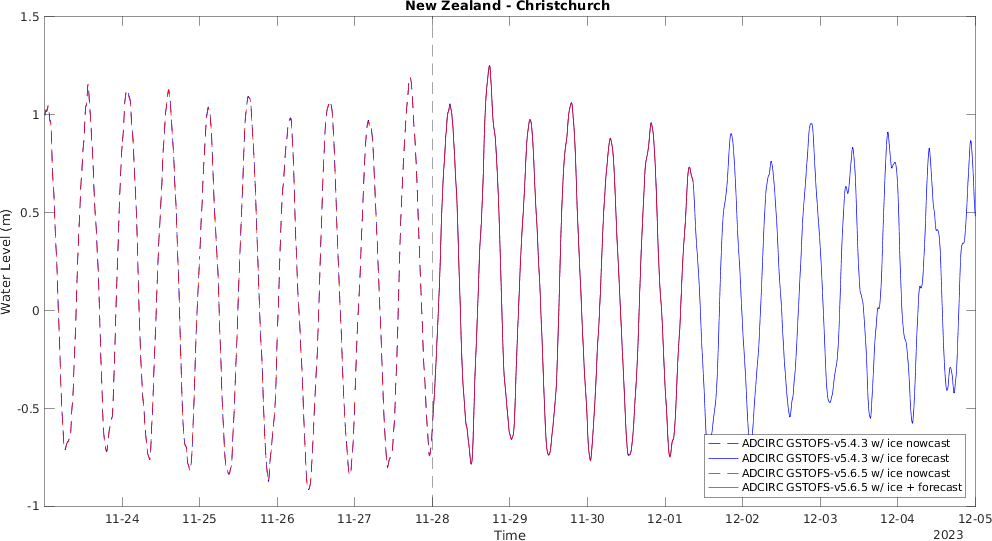 New Zealand - Christchurch
1.5
1
0.5
0
-0.5
-1
Water Level (m)
ADCIRC GSTOFS-v5.4.3 w/ ice nowcast
ADCIRC GSTOFS-v5.4.3 w/ ice forecast
ADCIRC GSTOFS-v5.6.5 w/ ice nowcast
ADCIRC GSTOFS-v5.6.5 w/ ice + forecast
11-24 11-25 11-26 11-27 11-28 11-29 11-30 12-01 12-02 12-03 12-04 12-05
Time
2023